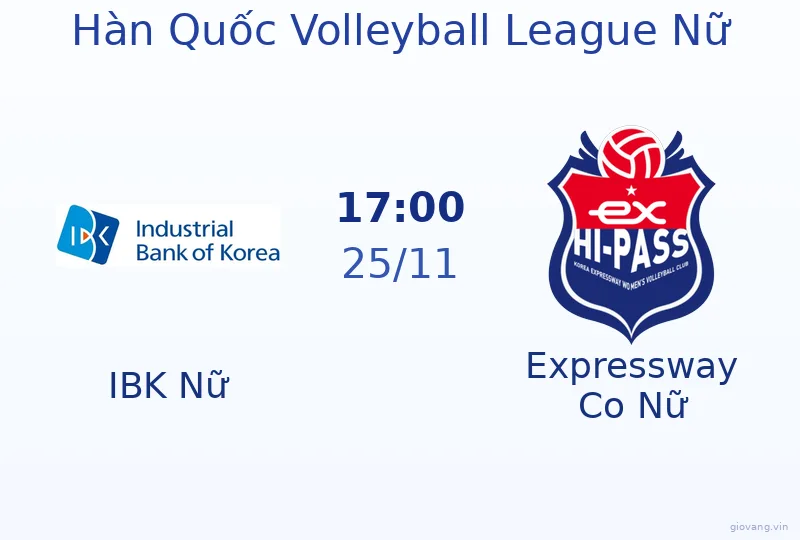 Hàn Quốc Volleyball League Nữ
IBK
Industrial
Bank of Korea
17:00
25/11
ex
HI-PASS
KOREA EXPRESSWAY WOMEN'S VOLLEYBALL CLUB
IBK Nữ
Expressway
Co Nữ
giovang.vin